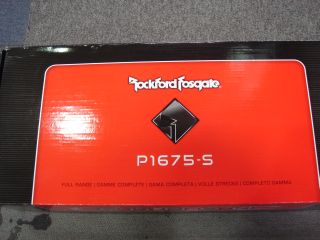 Rockford Fosgate
P1675-S
FULL RANGE | GAMME COMPLETE | GAMA COMPLETA | VOLLE STRECKE | COMPLETO GAMMA